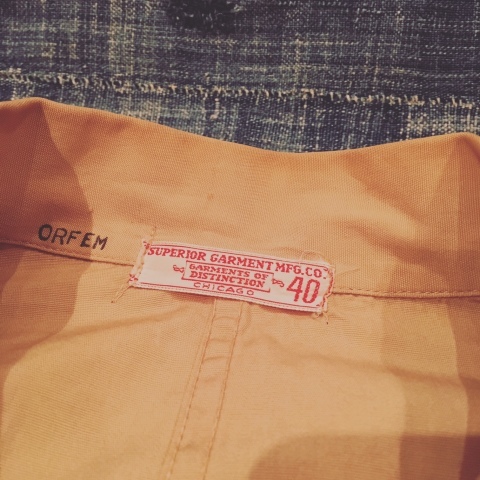 ORFEM
SUPERIOR GARMENT MFG.CO
GARMENTS OF
DISTINCTION
CHICAGO
40